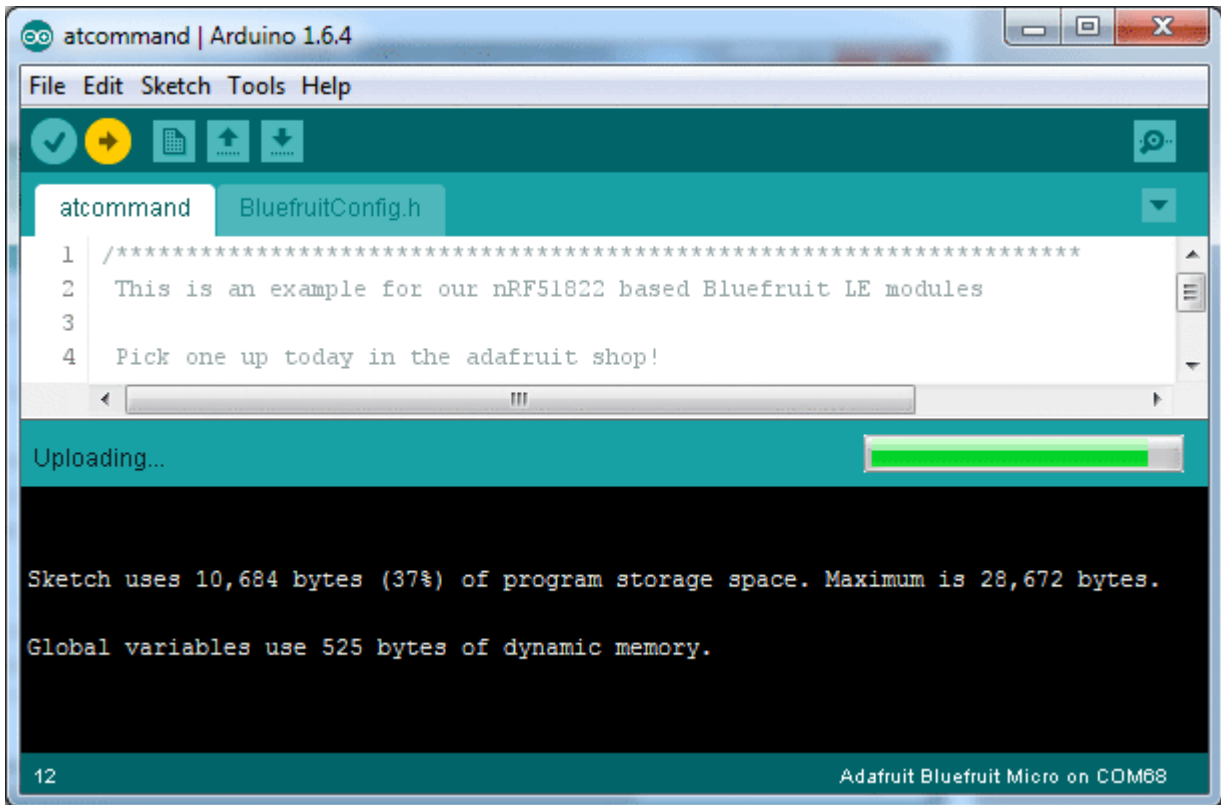 atcommand | Arduino 1.6.4
File Edit Sketch Tools Help
atcommand BluefruitConfig.h
1 /*********************************************************************
2 This is an example for our nRF51822 based Bluefruit LE modules
3
4 Pick one up today in the adafruit shop!
Uploading...
Sketch uses 10,684 bytes (37%) of program storage space. Maximum is 28,672 bytes.
Global variables use 525 bytes of dynamic memory.
12 Adafruit Bluefruit Micro on COM68